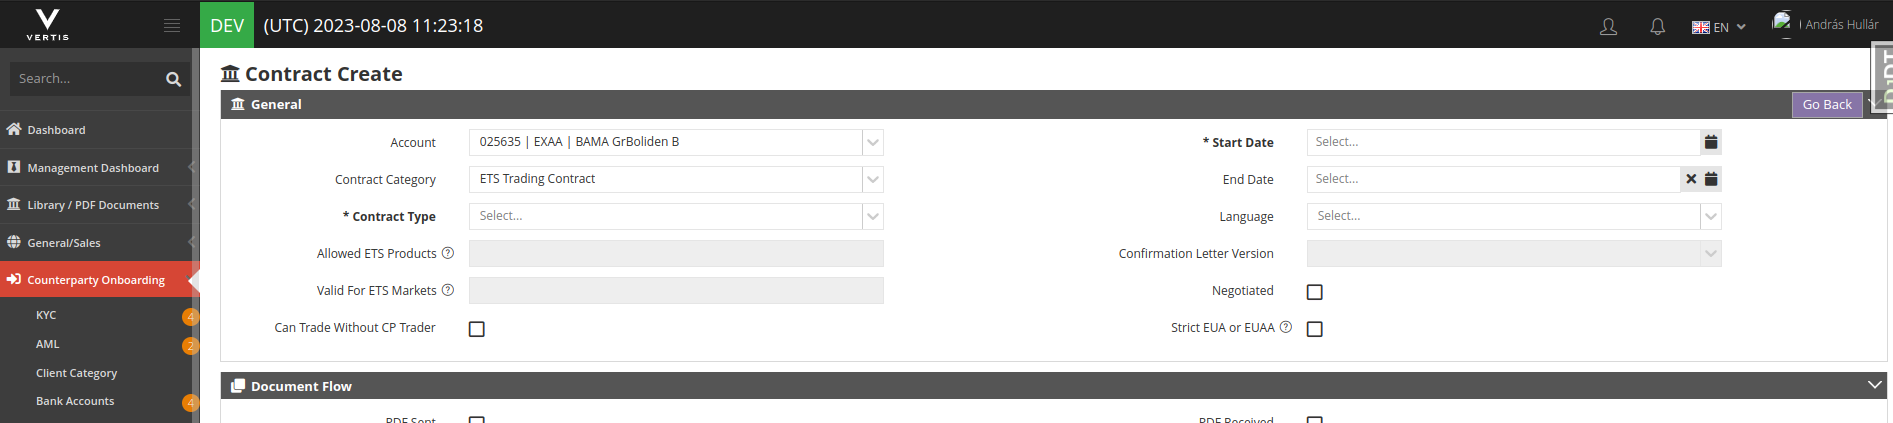 VERTIS
DEV (UTC) 2023-08-08 11:23:18
EN
András Hullár
Search...
Dashboard
Management Dashboard
Library / PDF Documents
General/Sales
Counterparty Onboarding
KYC 4
AML 2
Client Category
Bank Accounts 4
Contract Create
General
Go Back
Account 025635 | EXAA | BAMA GrBoliden B
* Start Date Select...
Contract Category ETS Trading Contract
End Date Select...
* Contract Type Select...
Language Select...
Allowed ETS Products
Confirmation Letter Version
Valid For ETS Markets
Negotiated
Can Trade Without CP Trader
Strict EUA or EUAA
Document Flow
PDF Sent
PDF Received